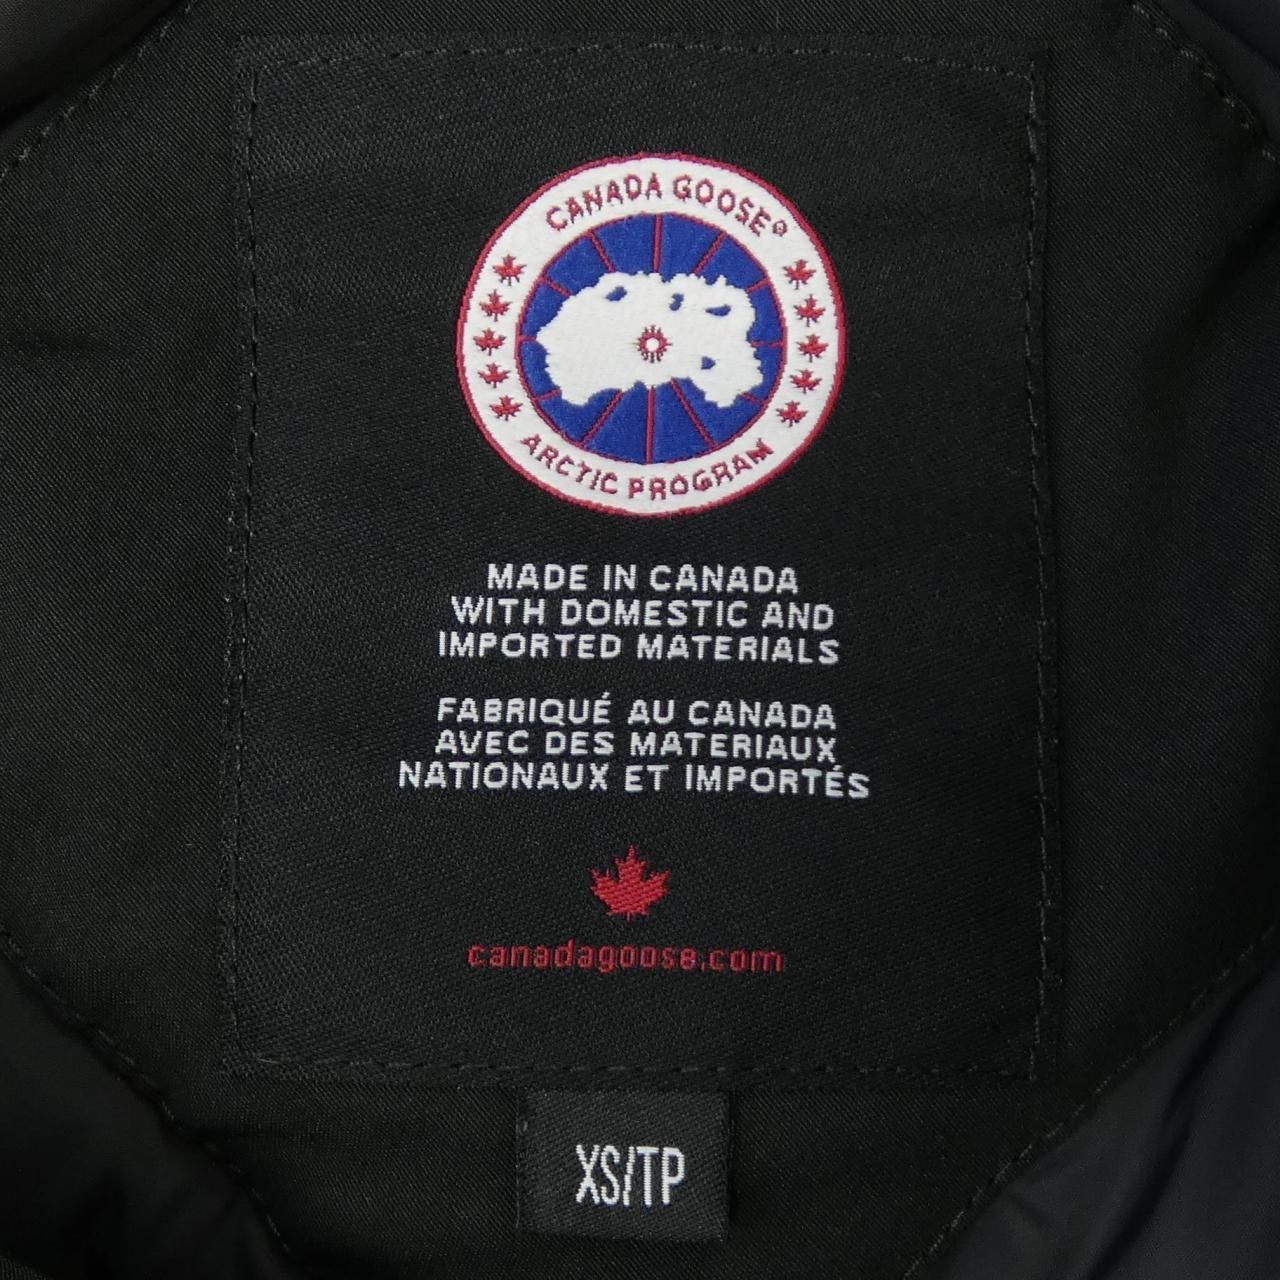 CANADA GOOSE®
ARCTIC PROGRAM
MADE IN CANADA
WITH DOMESTIC AND
IMPORTED MATERIALS
FABRIQUÉ AU CANADA
AVEC DES MATERIAUX
NATIONAUX ET IMPORTÉS
canadagoose.com
XS/TP